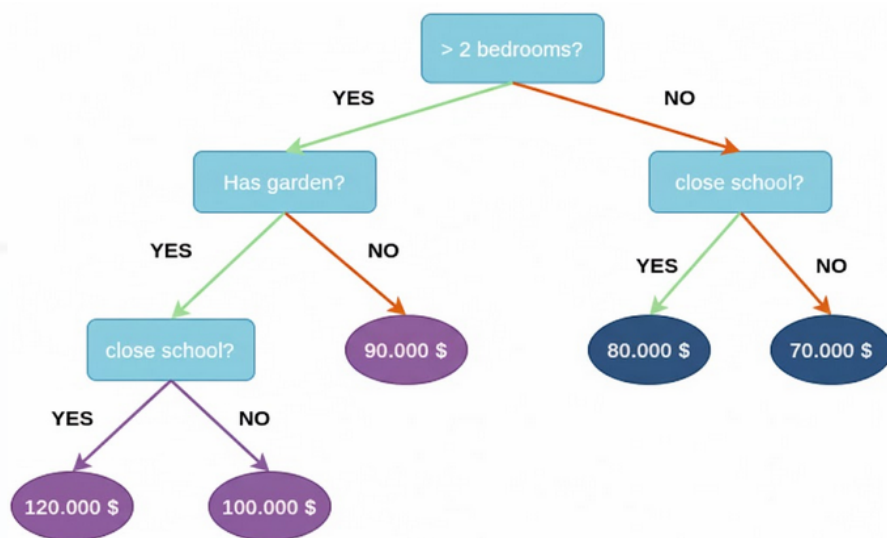 > 2 bedrooms?
YES
NO
Has garden?
close school?
YES
NO
YES
NO
close school?
90.000 $
80.000 $
70.000 $
YES
NO
120.000 $
100.000 $